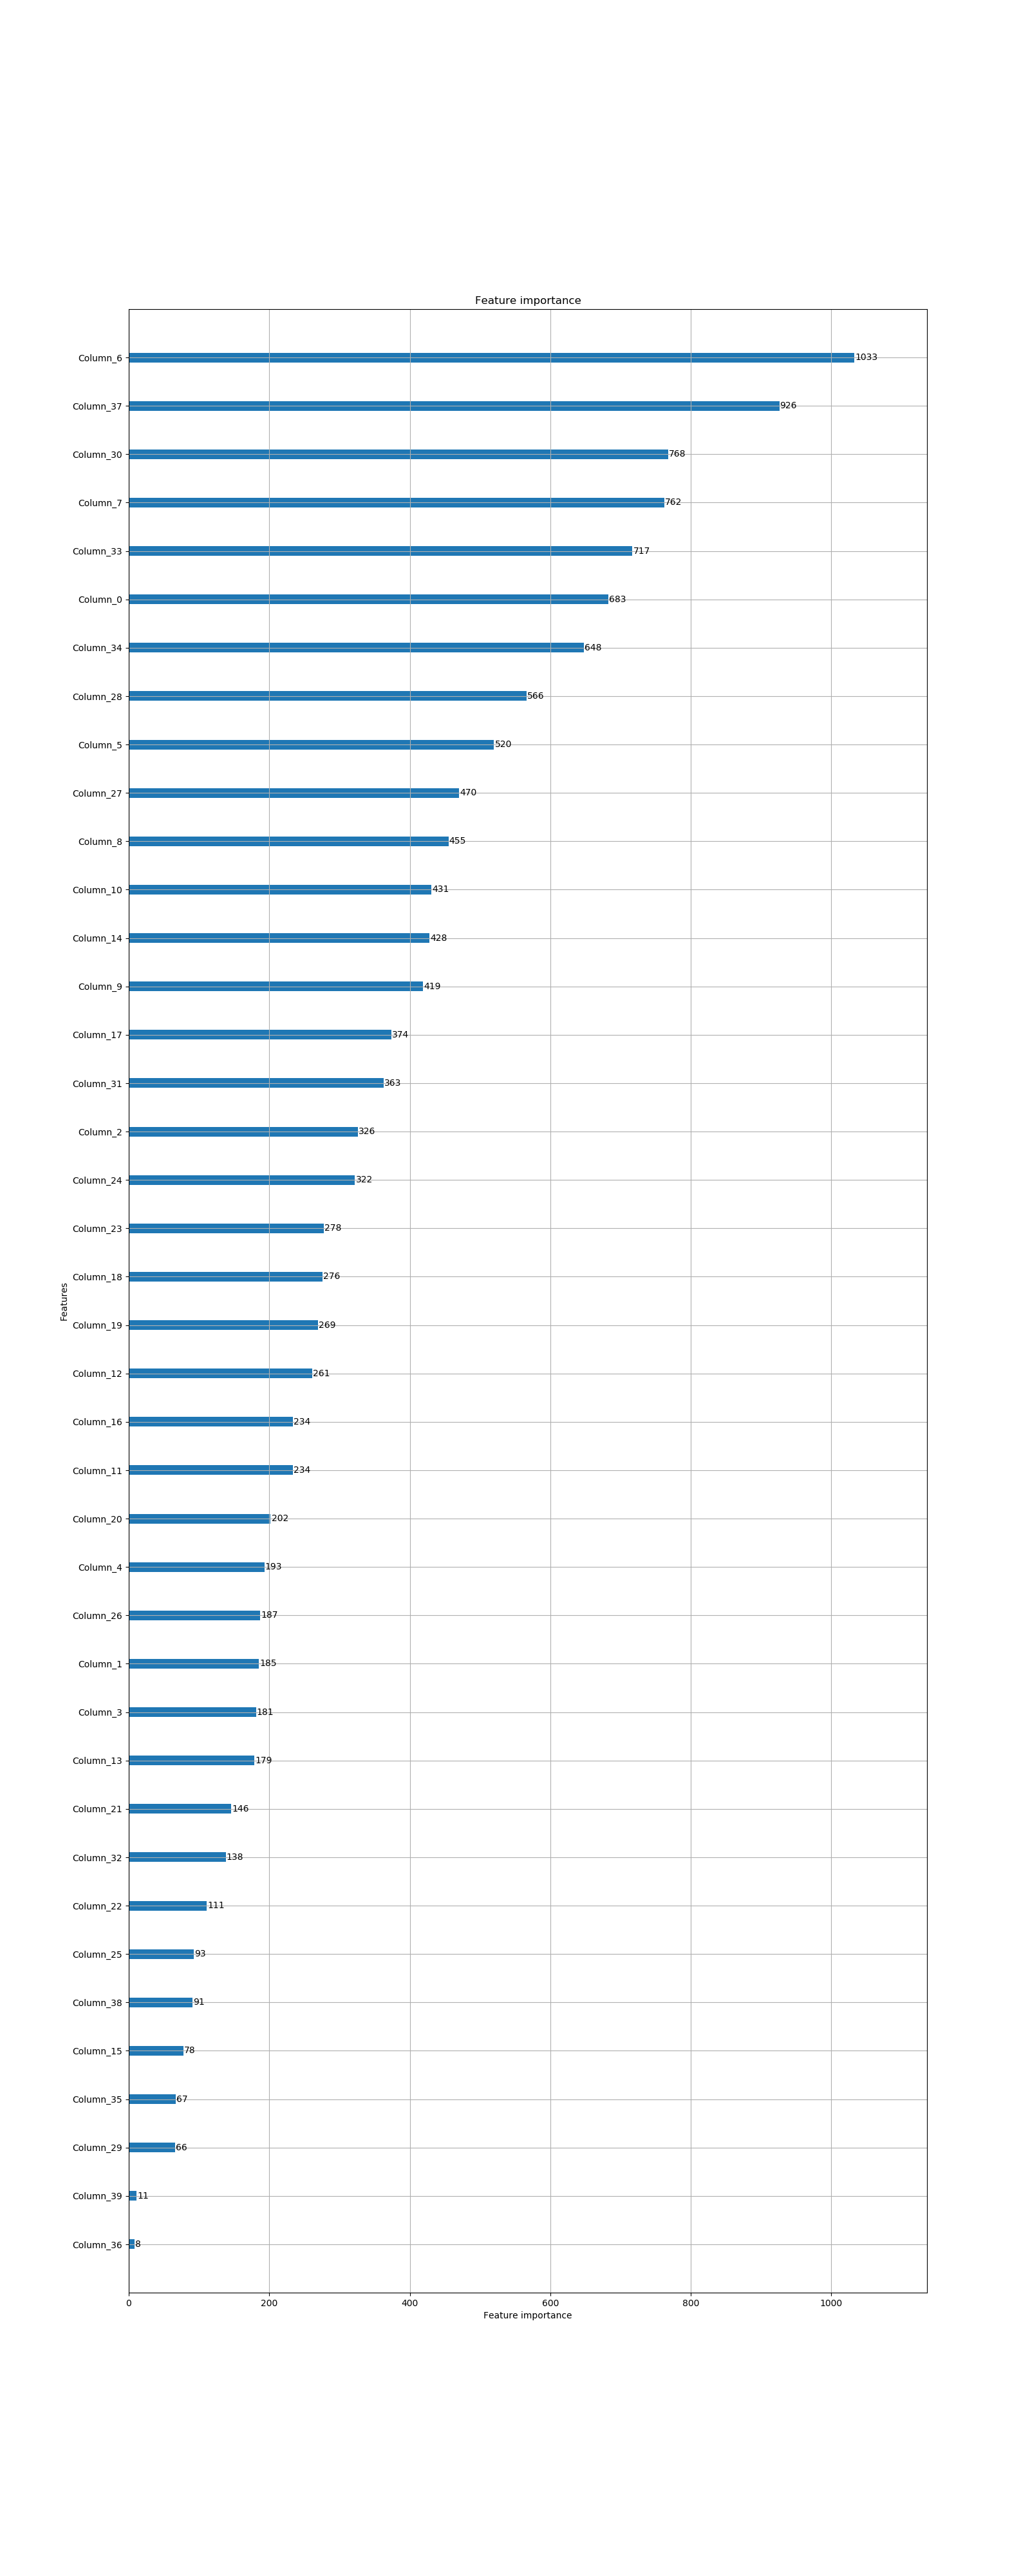 Feature importance
Column_6 1033
Column_37 926
Column_30 768
Column_7 762
Column_33 717
Column_0 683
Column_34 648
Column_28 566
Column_5 520
Column_27 470
Column_8 455
Column_10 431
Column_14 428
Column_9 419
Column_17 374
Column_31 363
Column_2 326
Column_24 322
Column_23 278
Column_18 276
Features
Column_19 269
Column_12 261
Column_16 234
Column_11 234
Column_20 202
Column_4 193
Column_26 187
Column_1 185
Column_3 181
Column_13 179
Column_21 146
Column_32 138
Column_22 111
Column_25 93
Column_38 91
Column_15 78
Column_35 67
Column_29 66
Column_39 11
Column_36 8
0 200 400 600 800 1000
Feature importance